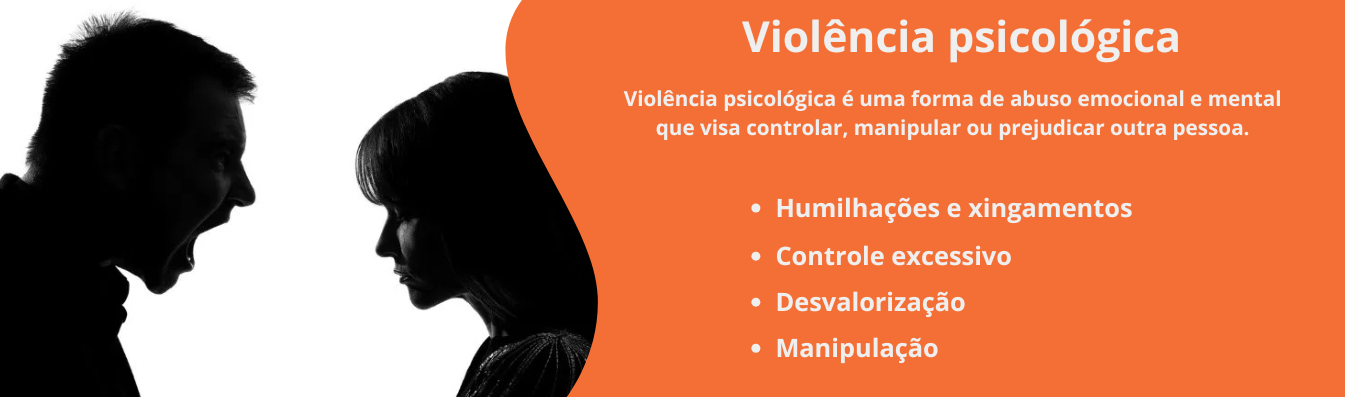 Violência psicológica
Violência psicológica é uma forma de abuso emocional e mental
que visa controlar, manipular ou prejudicar outra pessoa.
• Humilhações e xingamentos
• Controle excessivo
• Desvalorização
• Manipulação